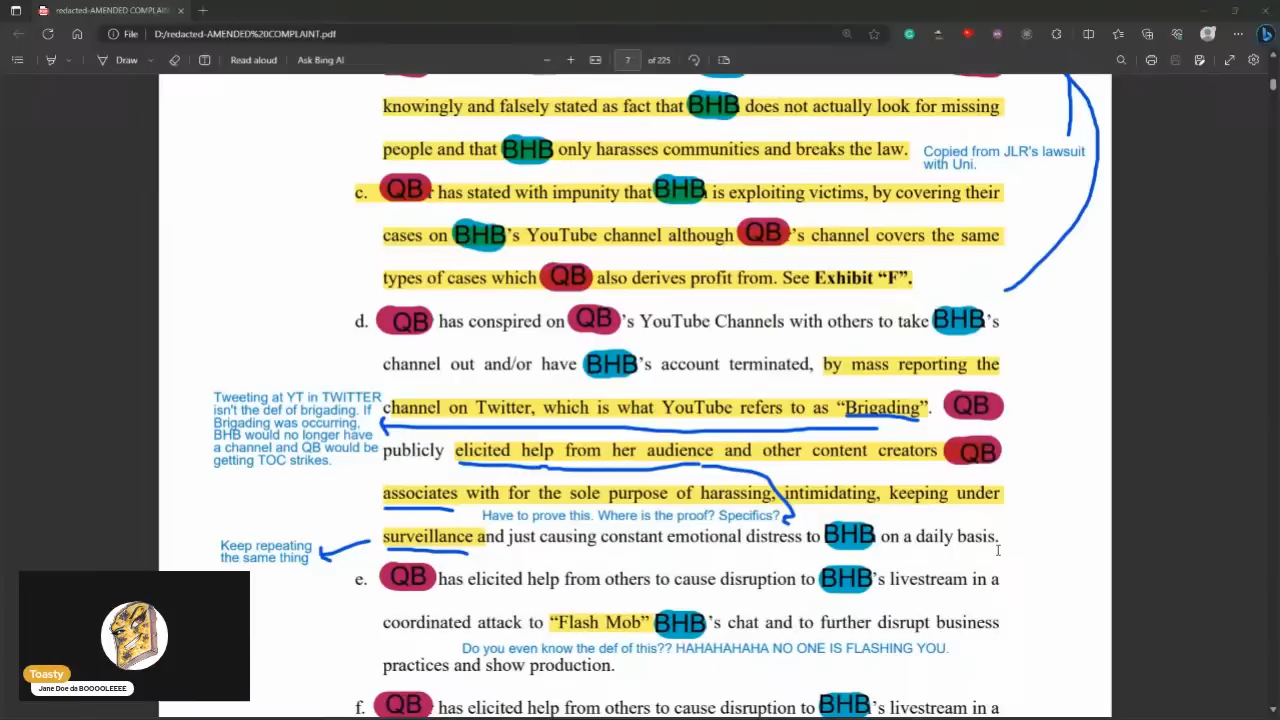 redacted-AMENDED COMPLAIN
File D:/redacted-AMENDED%20COMPLAINT.pdf
Draw Read aloud Ask Bing AI 7 of 225
knowingly and falsely stated as fact that BHB does not actually look for missing
people and that BHB only harasses communities and breaks the law.
Copied from JLR's lawsuit
with Uni.
c. QB has stated with impunity that BHB is exploiting victims, by covering their
cases on BHB's YouTube channel although QB's channel covers the same
types of cases which QB also derives profit from. See Exhibit “F”.
d. QB has conspired on QB's YouTube Channels with others to take BHB's
channel out and/or have BHB's account terminated, by mass reporting the
channel on Twitter, which is what YouTube refers to as “Brigading”. QB
publicly elicited help from her audience and other content creators QB
associates with for the sole purpose of harassing, intimidating, keeping under
surveillance and just causing constant emotional distress to BHB on a daily basis.
Tweeting at YT in TWITTER
isn't the def of brigading. If
Brigading was occurring,
BHB would no longer have
a channel and QB would be
getting TOC strikes.
Have to prove this. Where is the proof? Specifics?
Keep repeating
the same thing
e. QB has elicited help from others to cause disruption to BHB's livestream in a
coordinated attack to “Flash Mob” BHB's chat and to further disrupt business
Do you even know the def of this?? HAHAHAHAHA NO ONE IS FLASHING YOU.
practices and show production.
f. QB has elicited help from others to cause disruption to BHB's livestream in a
Toasty
Jane Doe da BOOOOLEEEE